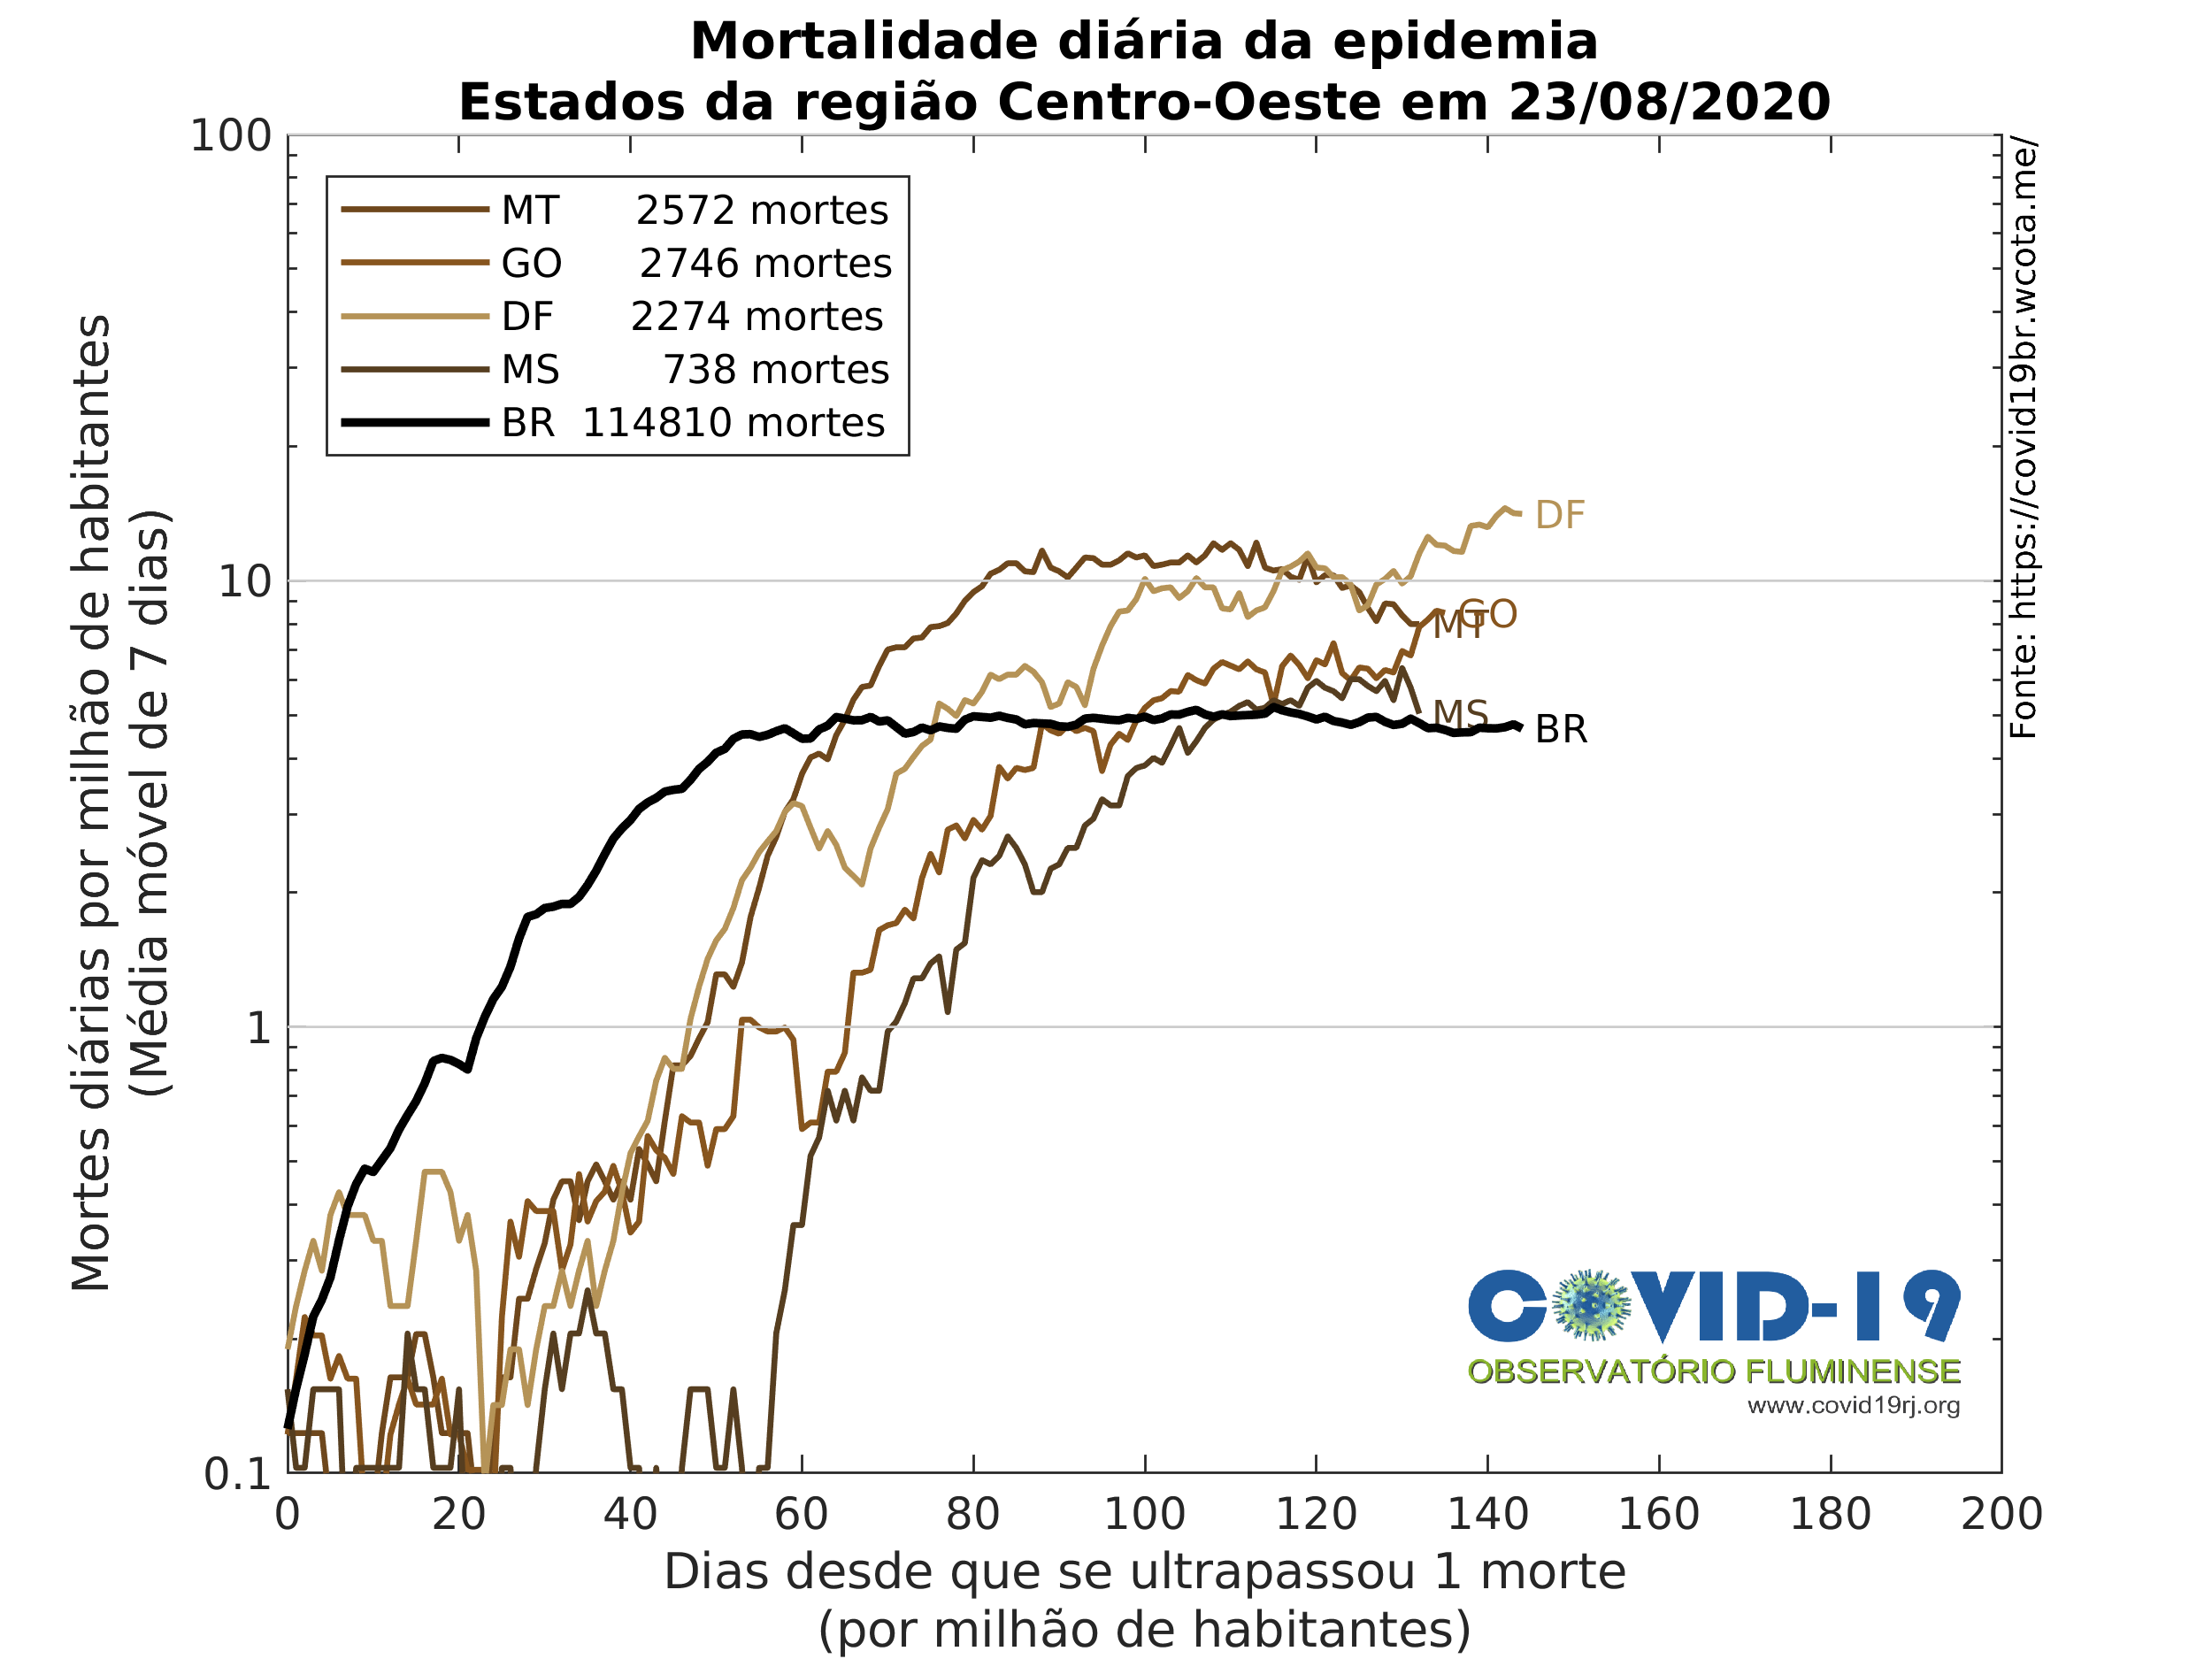 Mortalidade diária da epidemia
Estados da região Centro-Oeste em 23/08/2020
Mortes diárias por milhão de habitantes
(Média móvel de 7 dias)
100
10
1
0.1
MT 2572 mortes
GO 2746 mortes
DF 2274 mortes
MS 738 mortes
BR 114810 mortes
DF
GO
MT
MS
BR
Fonte: https://covid19br.wcota.me/
COVID-19
OBSERVATÓRIO FLUMINENSE
www.covid19rj.org
0 20 40 60 80 100 120 140 160 180 200
Dias desde que se ultrapassou 1 morte
(por milhão de habitantes)